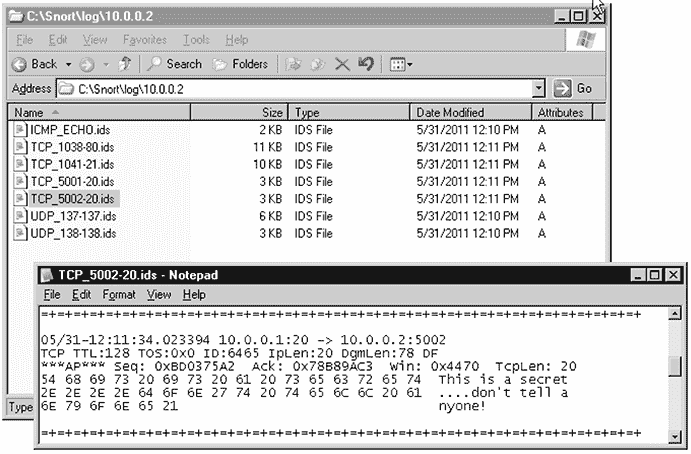 C:\Snort\log\10.0.0.2
File Edit View Favorites Tools Help
Back Search Folders
Address C:\Snort\log\10.0.0.2 Go
Name Size Type Date Modified Attributes
ICMP_ECHO.ids 2 KB IDS File 5/31/2011 12:10 PM A
TCP_1038-80.ids 11 KB IDS File 5/31/2011 12:11 PM A
TCP_1041-21.ids 10 KB IDS File 5/31/2011 12:11 PM A
TCP_5001-20.ids 3 KB IDS File 5/31/2011 12:11 PM A
TCP_5002-20.ids 3 KB IDS File 5/31/2011 12:11 PM A
UDP_137-137.ids 6 KB IDS File 5/31/2011 12:10 PM A
UDP_138-138.ids 3 KB IDS File 5/31/2011 12:10 PM A
TCP_5002-20.ids - Notepad
File Edit Format View Help
=+=+=+=+=+=+=+=+=+=+=+=+=+=+=+=+=+=+=+=+=+=+=+=+=+=+=+=+=+=+=+=+=+=+=+=+=+
05/31-12:11:34.023394 10.0.0.1:20 -> 10.0.0.2:5002
TCP TTL:128 TOS:0x0 ID:6465 IpLen:20 DgmLen:78 DF
***AP*** Seq: 0xBD0375A2 Ack: 0x78B89AC3 Win: 0x4470 TcpLen: 20
54 68 69 73 20 69 73 20 61 20 73 65 63 72 65 74 This is a secret
2E 2E 2E 2E 64 6F 6E 27 74 20 74 65 6C 6C 20 61 ....don't tell a
6E 79 6F 6E 65 21 nyone!
=+=+=+=+=+=+=+=+=+=+=+=+=+=+=+=+=+=+=+=+=+=+=+=+=+=+=+=+=+=+=+=+=+=+=+=+=+
Type